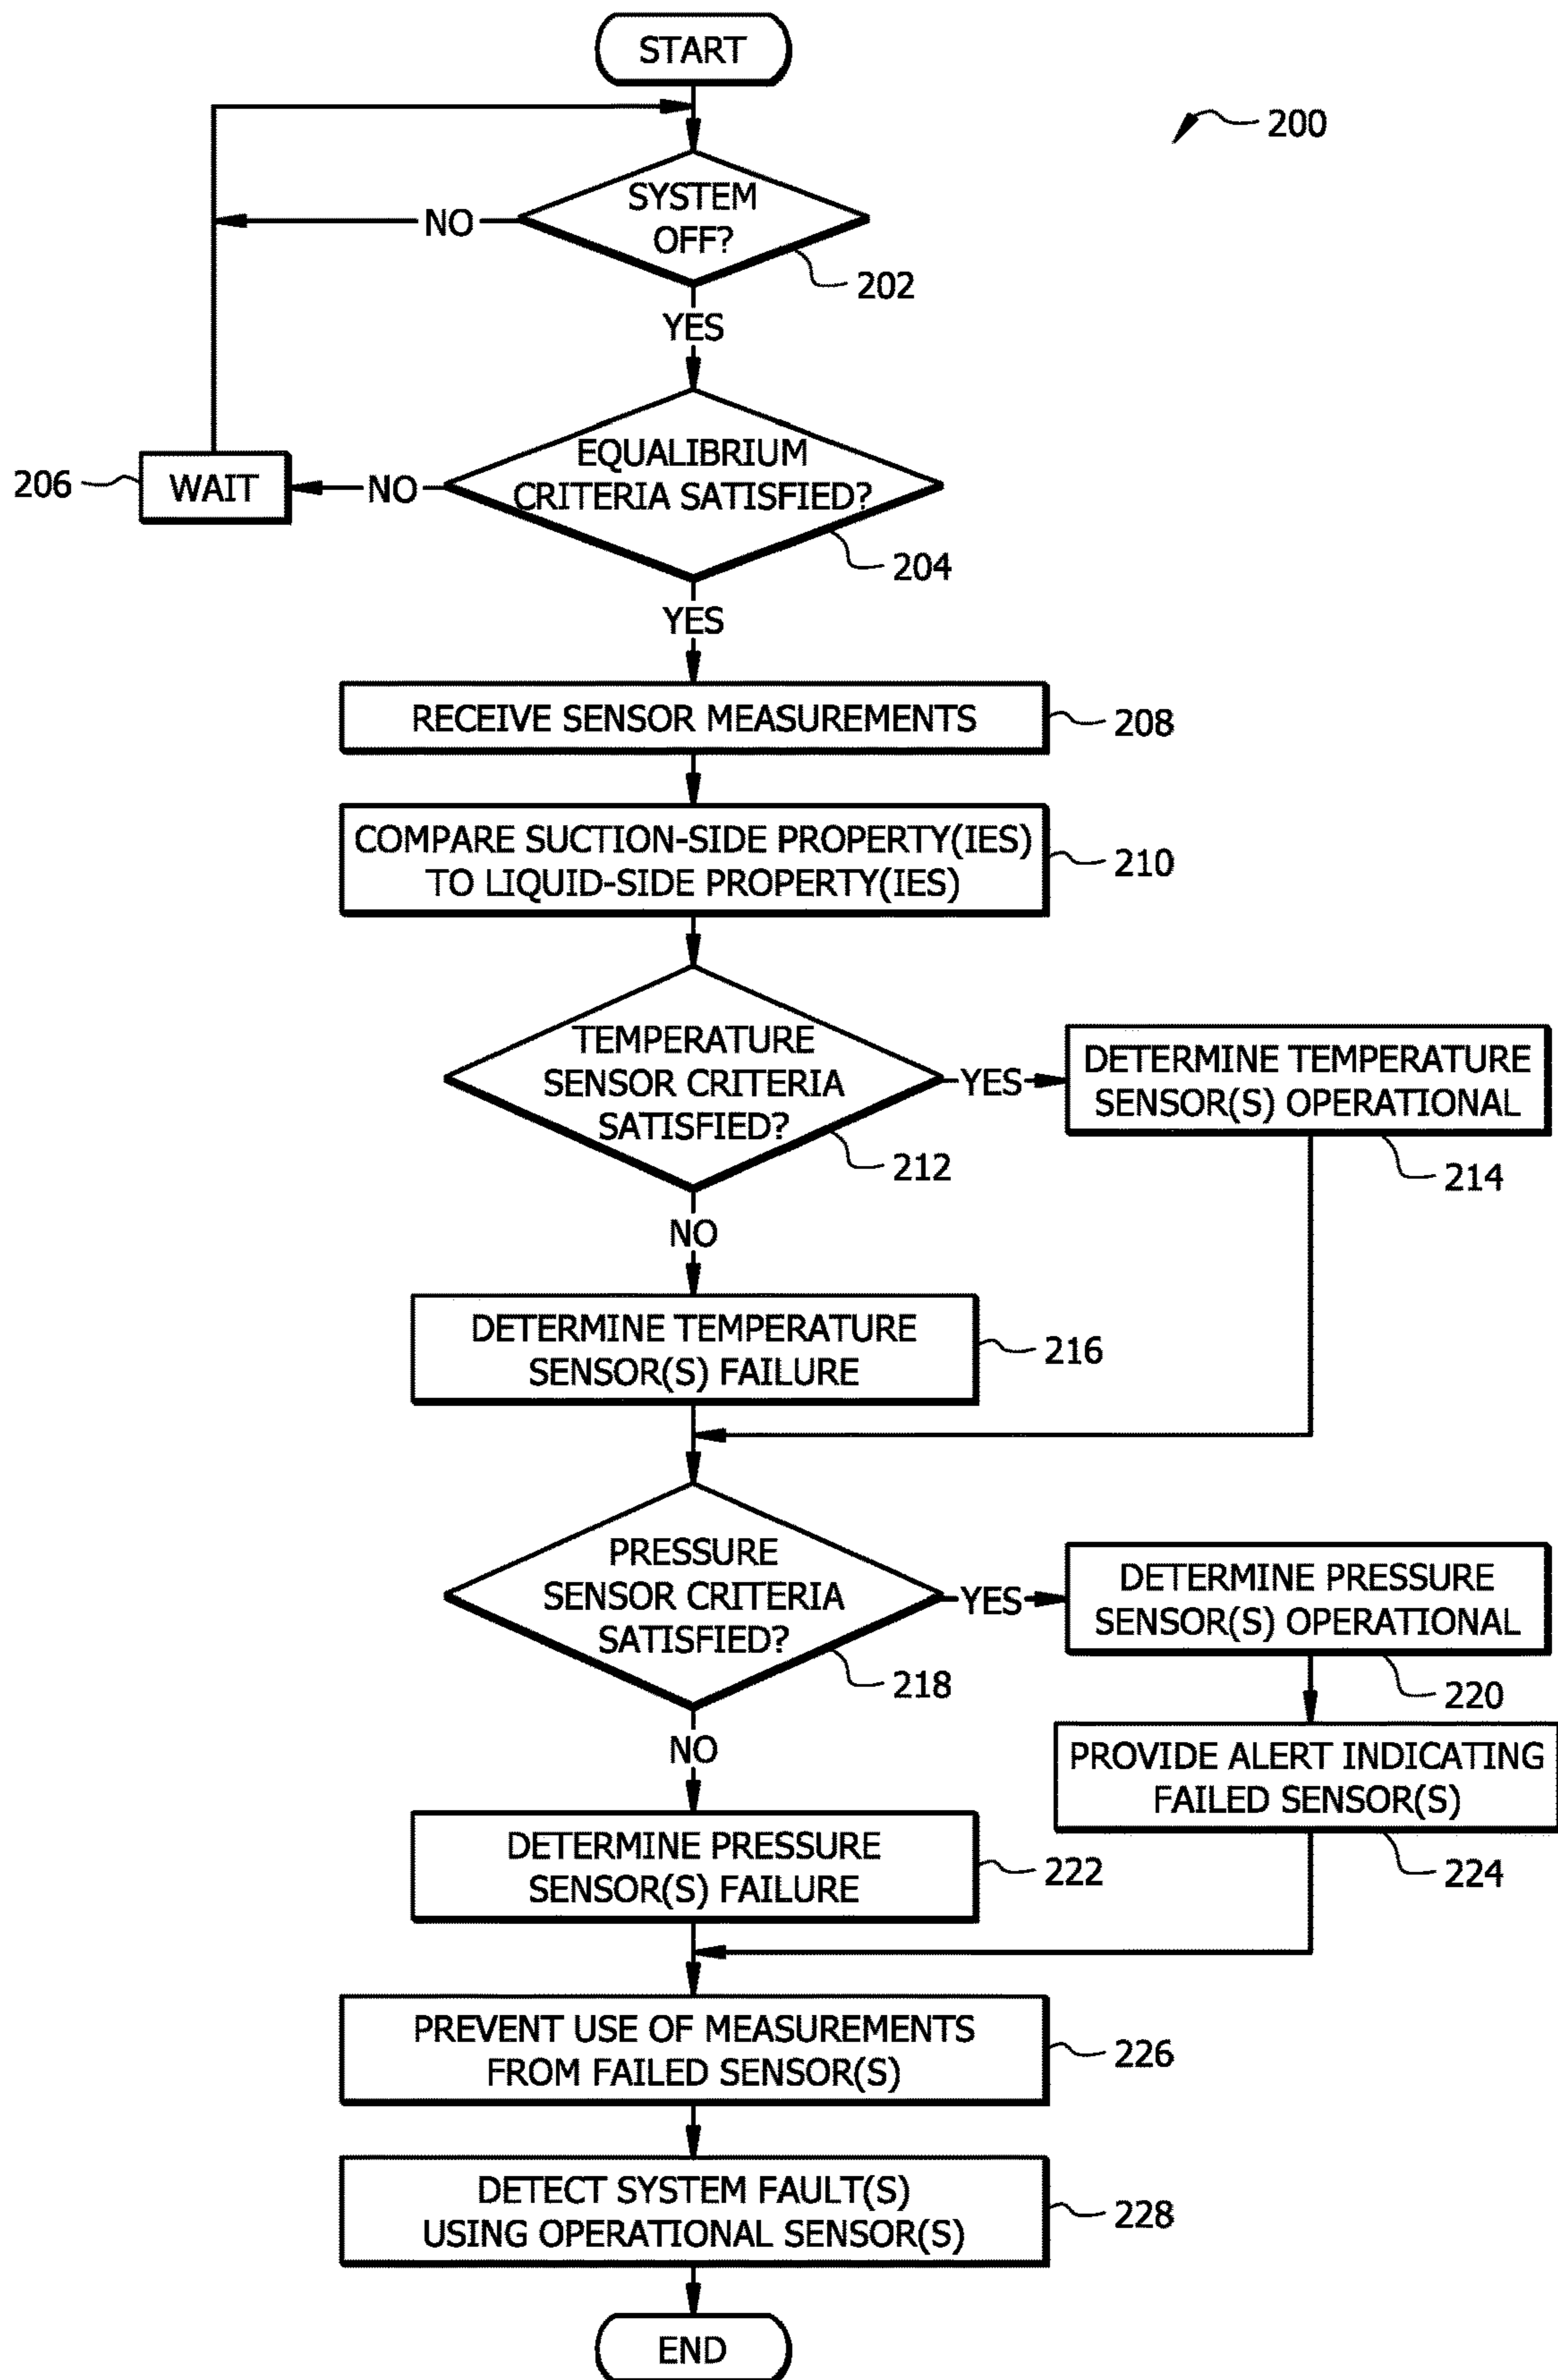 START
200
SYSTEM
OFF?
NO
202
YES
EQUALIBRIUM
CRITERIA SATISFIED?
206
WAIT
NO
204
YES
RECEIVE SENSOR MEASUREMENTS
208
COMPARE SUCTION-SIDE PROPERTY(IES)
TO LIQUID-SIDE PROPERTY(IES)
210
TEMPERATURE
SENSOR CRITERIA
SATISFIED?
YES
DETERMINE TEMPERATURE
SENSOR(S) OPERATIONAL
212
214
NO
DETERMINE TEMPERATURE
SENSOR(S) FAILURE
216
PRESSURE
SENSOR CRITERIA
SATISFIED?
YES
DETERMINE PRESSURE
SENSOR(S) OPERATIONAL
218
220
NO
PROVIDE ALERT INDICATING
FAILED SENSOR(S)
224
DETERMINE PRESSURE
SENSOR(S) FAILURE
222
PREVENT USE OF MEASUREMENTS
FROM FAILED SENSOR(S)
226
DETECT SYSTEM FAULT(S)
USING OPERATIONAL SENSOR(S)
228
END